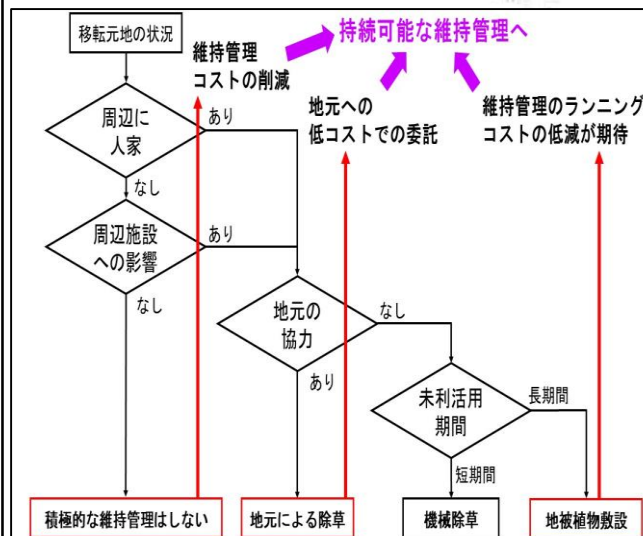 移転元地の状況
維持管理
コストの削減
持続可能な維持管理へ
周辺に
人家
あり
なし
地元への
低コストでの委託
維持管理のランニング
コストの低減が期待
周辺施設
への影響
あり
なし
地元の
協力
なし
あり
未利活用
期間
長期間
短期間
積極的な維持管理はしない
地元による除草
機械除草
地被植物敷設